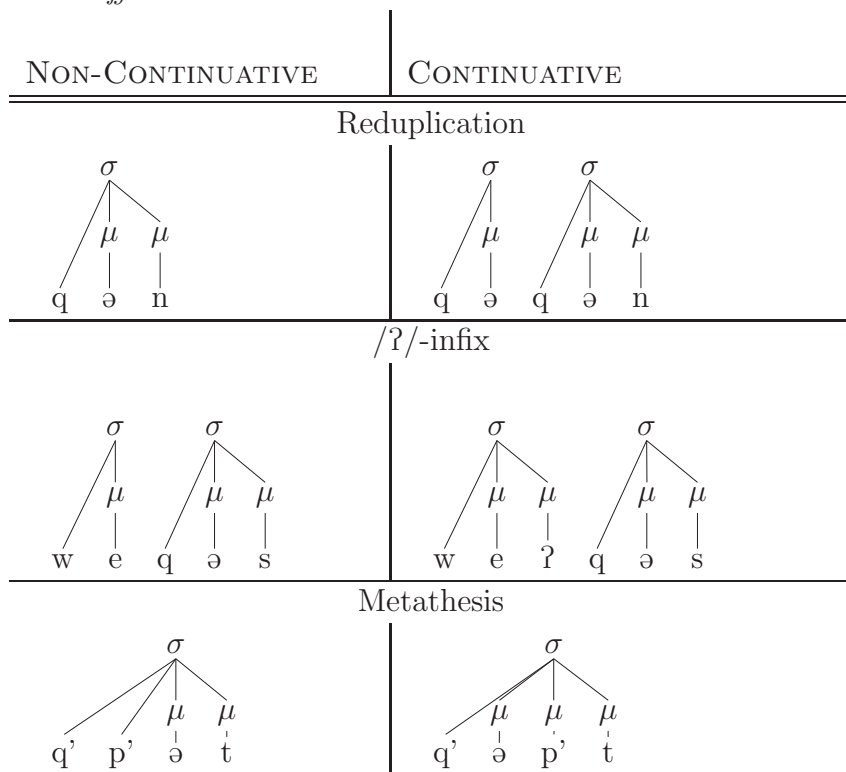 NON-CONTINUATIVE CONTINUATIVE
Reduplication
σ σ σ
μ μ μ μ μ
q ə n q ə q ə n
/ʔ/-infix
σ σ σ σ
μ μ μ μ μ μ μ
w e q ə s w e ʔ q ə s
Metathesis
σ σ
μ μ μ μ μ
q’ p’ ə t q’ ə p’ t